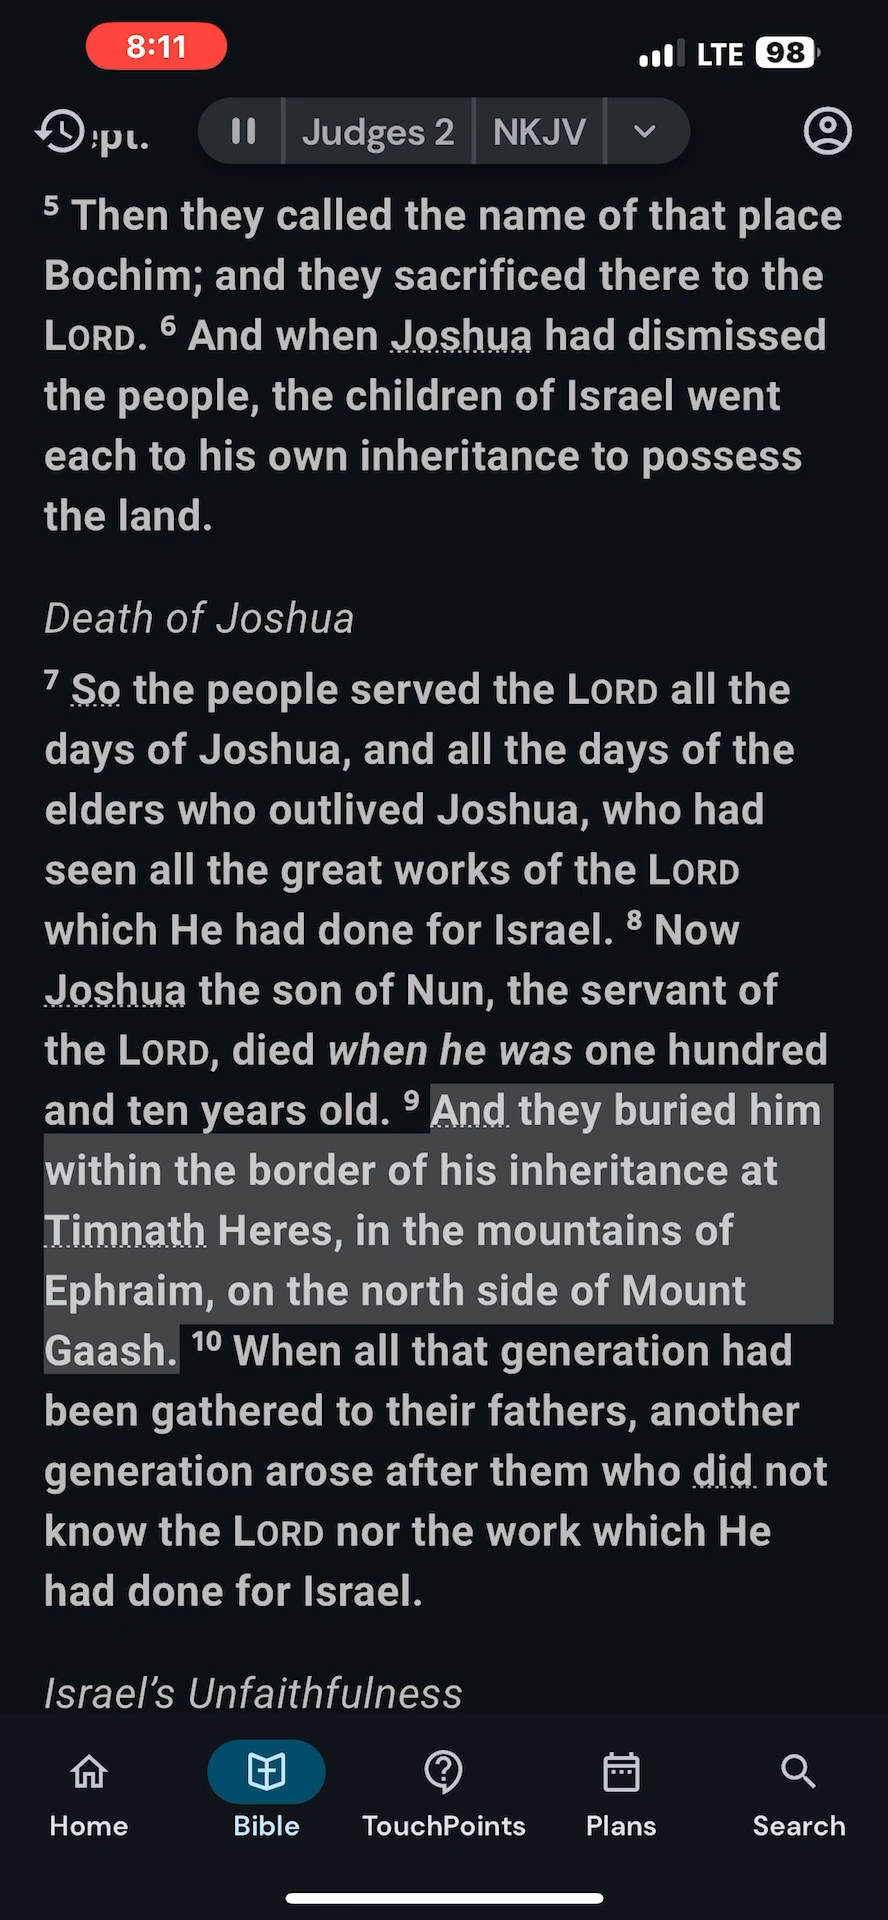 8:11
LTE 98
Judges 2 NKJV
5 Then they called the name of that place
Bochim; and they sacrificed there to the
LORD. 6 And when Joshua had dismissed
the people, the children of Israel went
each to his own inheritance to possess
the land.
Death of Joshua
7 So the people served the LORD all the
days of Joshua, and all the days of the
elders who outlived Joshua, who had
seen all the great works of the LORD
which He had done for Israel. 8 Now
Joshua the son of Nun, the servant of
the LORD, died when he was one hundred
and ten years old. 9 And they buried him
within the border of his inheritance at
Timnath Heres, in the mountains of
Ephraim, on the north side of Mount
Gaash. 10 When all that generation had
been gathered to their fathers, another
generation arose after them who did not
know the LORD nor the work which He
had done for Israel.
Israel’s Unfaithfulness
Home Bible TouchPoints Plans Search